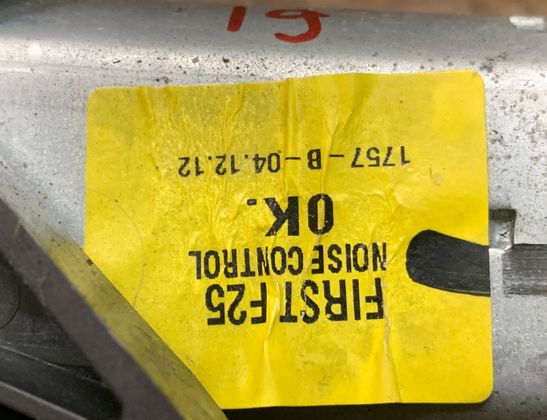 FIRST F25
NOISE CONTROL
OK.
1757-B-04.12.12